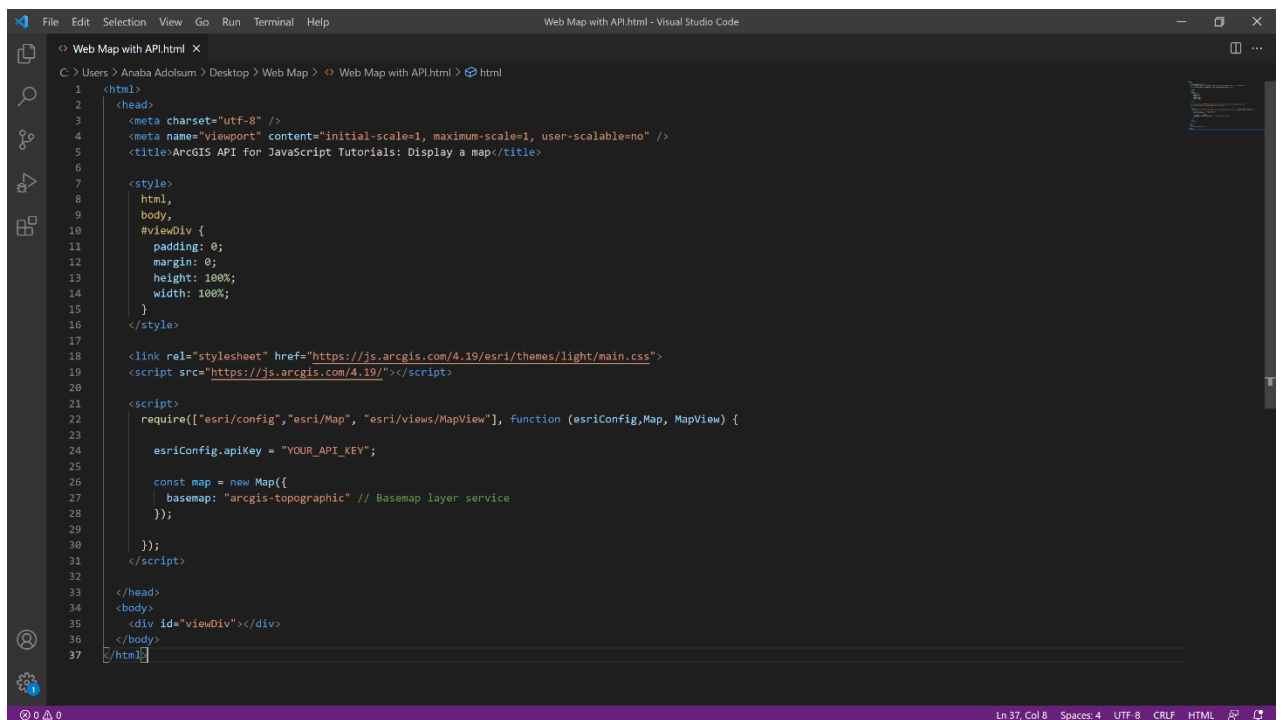 File Edit Selection View Go Run Terminal Help Web Map with API.html - Visual Studio Code
<> Web Map with API.html ×
C: > Users > Anaba Adolsum > Desktop > Web Map > <> Web Map with API.html > html
1 <html>
2 <head>
3 <meta charset="utf-8" />
4 <meta name="viewport" content="initial-scale=1, maximum-scale=1, user-scalable=no" />
5 <title>ArcGIS API for JavaScript Tutorials: Display a map</title>
6
7 <style>
8 html,
9 body,
10 #viewDiv {
11 padding: 0;
12 margin: 0;
13 height: 100%;
14 width: 100%;
15 }
16 </style>
17
18 <link rel="stylesheet" href="https://js.arcgis.com/4.19/esri/themes/light/main.css">
19 <script src="https://js.arcgis.com/4.19/"></script>
20
21 <script>
22 require(["esri/config","esri/Map", "esri/views/MapView"], function (esriConfig,Map, MapView) {
23
24 esriConfig.apiKey = "YOUR_API_KEY";
25
26 const map = new Map({
27 basemap: "arcgis-topographic" // Basemap layer service
28 });
29
30 });
31 </script>
32
33 </head>
34 <body>
35 <div id="viewDiv"></div>
36 </body>
37 </html>
1
0 0 Ln 37, Col 8 Spaces: 4 UTF-8 CRLF HTML